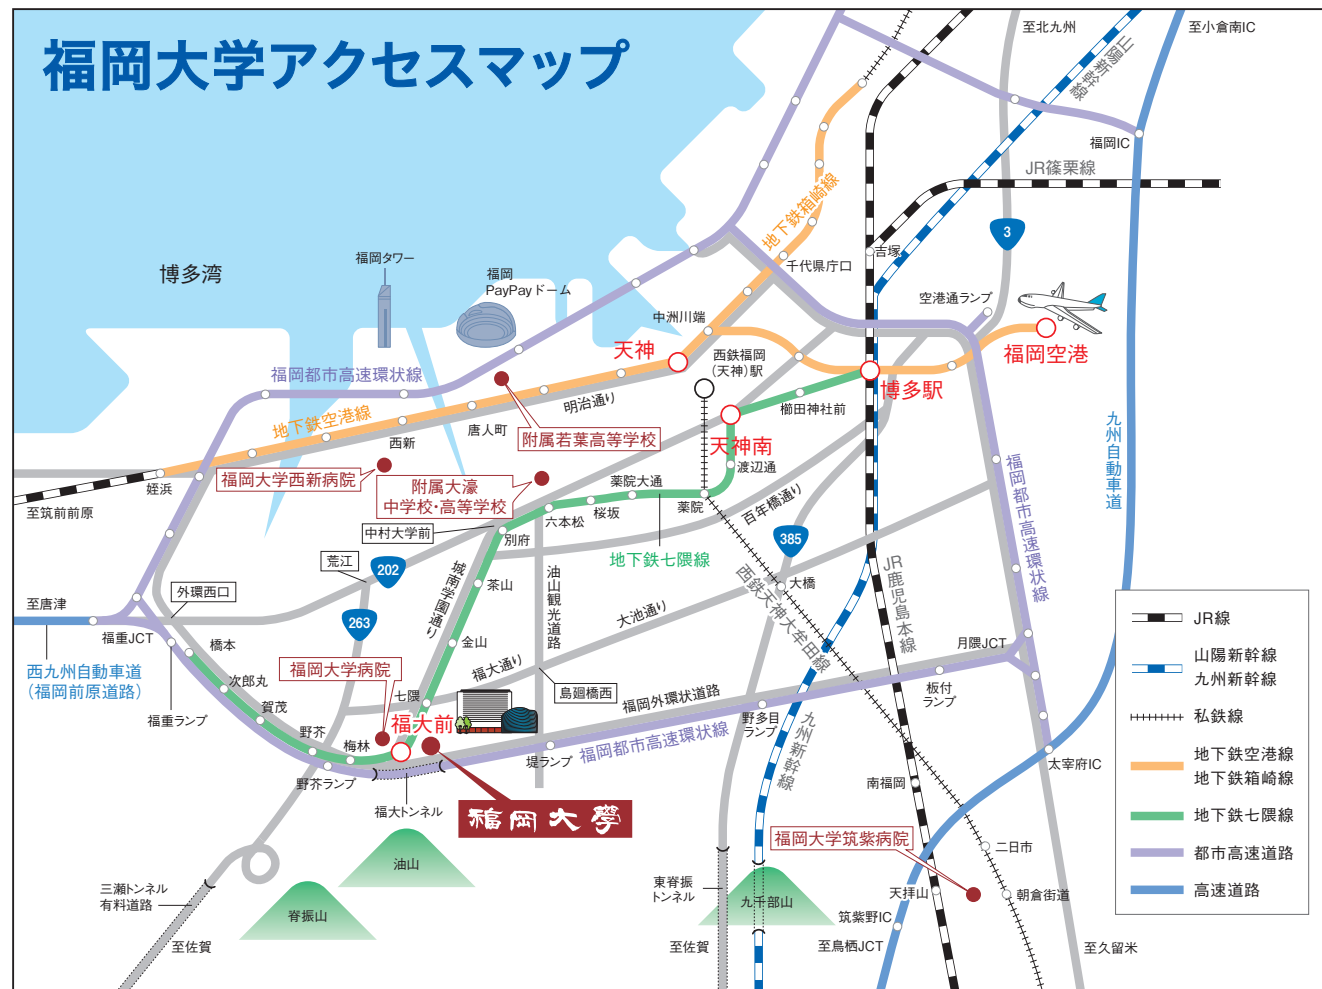 福岡大学アクセスマップ
至北九州
至小倉南IC
山陽新幹線
福岡IC
JR篠栗線
地下鉄箱崎線
3
吉塚
千代県庁口
博多湾
福岡タワー
福岡
PayPayドーム
空港通ランプ
中洲川端
福岡空港
天神
西鉄福岡
(天神)駅
博多駅
福岡都市高速環状線
地下鉄空港線
明治通り
櫛田神社前
西新
唐人町
附属若葉高等学校
天神南
九州自動車道
渡辺通
姪浜
福岡大学西新病院
附属大濠
中学校・高等学校
薬院大通
薬院
百年橋通り
福岡都市高速環状線
至筑前前原
中村大学前
別府
六本松
桜坂
385
荒江
202
地下鉄七隈線
城南学園通り
茶山
油山観光道路
西鉄天神大牟田線
大橋
JR鹿児島本線
外環西口
至唐津
263
大池通り
福重JCT
橋本
金山
月隈JCT
西九州自動車道
(福岡前原道路)
福岡大学病院
福大通り
次郎丸
七隈
島廻橋西
福岡外環状道路
板付
ランプ
賀茂
福重ランプ
野芥
梅林
福大前
野多目
ランプ
九州新幹線
福岡都市高速環状線
堤ランプ
野芥ランプ
太宰府IC
福大トンネル
福岡大學
南福岡
福岡大学筑紫病院
二日市
油山
三瀬トンネル
有料道路
脊振山
東脊振
トンネル
九千部山
天拝山
朝倉街道
筑紫野IC
至佐賀
至佐賀
至鳥栖JCT
至久留米
JR線
山陽新幹線
九州新幹線
私鉄線
地下鉄空港線
地下鉄箱崎線
地下鉄七隈線
都市高速道路
高速道路